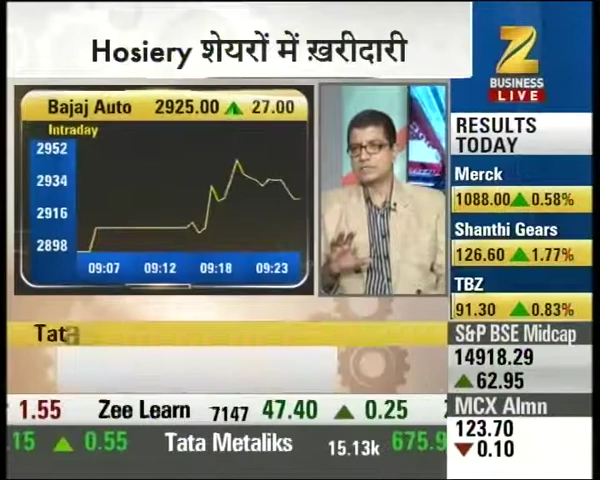 Hosiery शेयरों में ख़रीदारी
Z
BUSINESS
LIVE
Bajaj Auto 2925.00 27.00
Intraday
2952
2934
2916
2898
09:07 09:12 09:18 09:23
RESULTS
TODAY
Merck
1088.00 0.58%
Shanthi Gears
126.60 1.77%
TBZ
91.30 0.83%
S&P BSE Midcap
14918.29
62.95
MCX Almn
123.70
0.10
Tata
1.55 Zee Learn 7147 47.40 0.25
.15 0.55 Tata Metaliks 15.13k 675.9